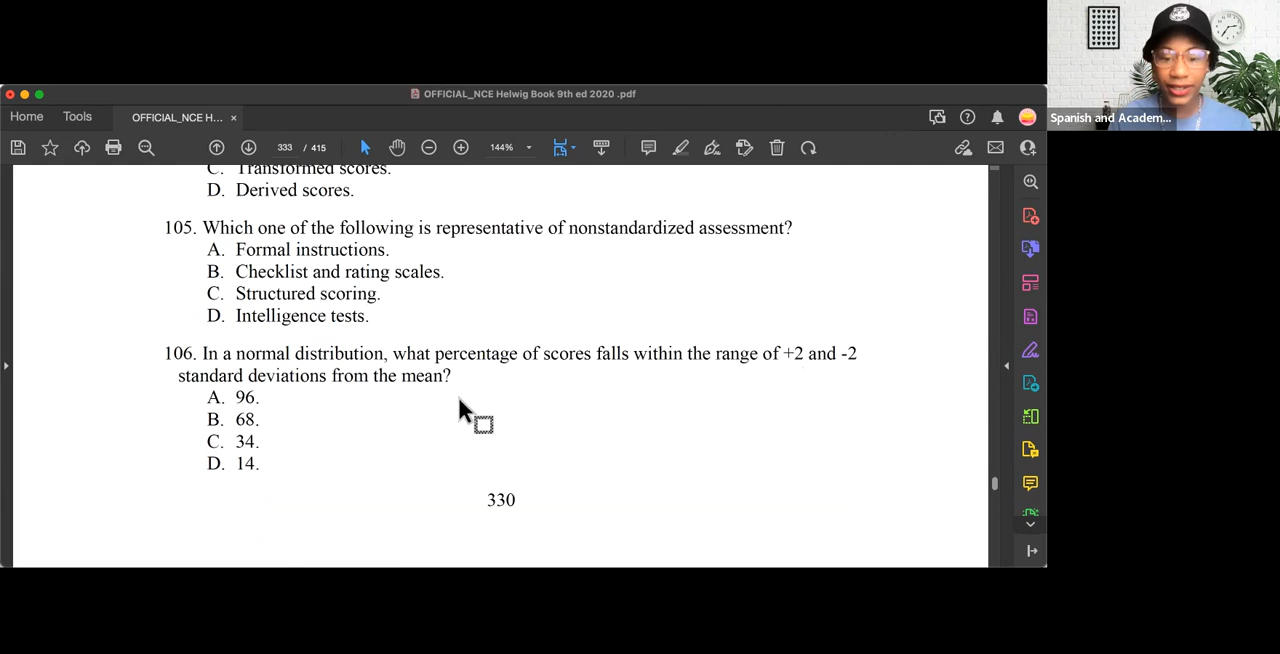 OFFICIAL_NCE Helwig Book 9th ed 2020 .pdf
Home Tools OFFICIAL_NCE H... ×
333 / 415 144%
Spanish and Academ...
C. Transformed scores.
D. Derived scores.
105. Which one of the following is representative of nonstandardized assessment?
A. Formal instructions.
B. Checklist and rating scales.
C. Structured scoring.
D. Intelligence tests.
106. In a normal distribution, what percentage of scores falls within the range of +2 and -2
standard deviations from the mean?
A. 96.
B. 68.
C. 34.
D. 14.
330